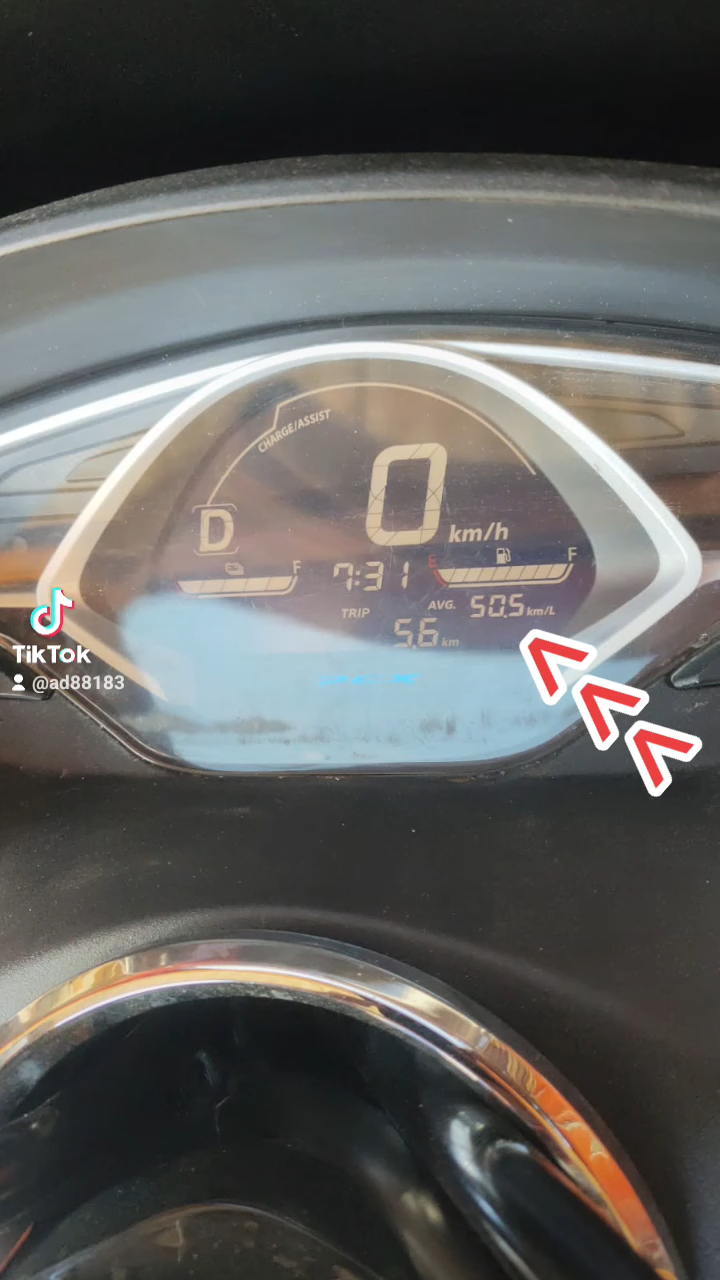 CHARGE/ASSIST
0 km/h
D
F
7:31
E
F
TRIP
AVG. 50.5 km/L
5.6 km
TikTok
@ad88183